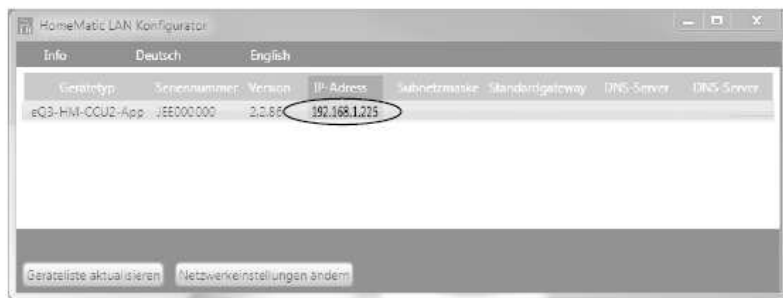 HomeMatic LAN Konfigurator
Info Deutsch English
Gerätetyp Seriennummer Version IP-Adress Subnetzmaske Standardgateway DNS-Server DNS-Server
eQ3-HM-CCU2-App JEE000000 2.2.86 192.168.1.225
Geräteliste aktualisieren Netzwerkeinstellungen ändern